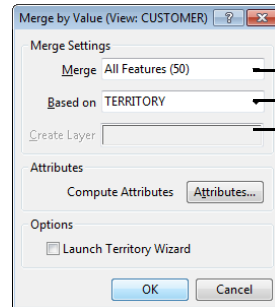 Merge by Value (View: CUSTOMER)
Merge Settings
Merge All Features (50)
Based on TERRITORY
Create Layer
Attributes
Compute Attributes Attributes...
Options
Launch Territory Wizard
OK Cancel